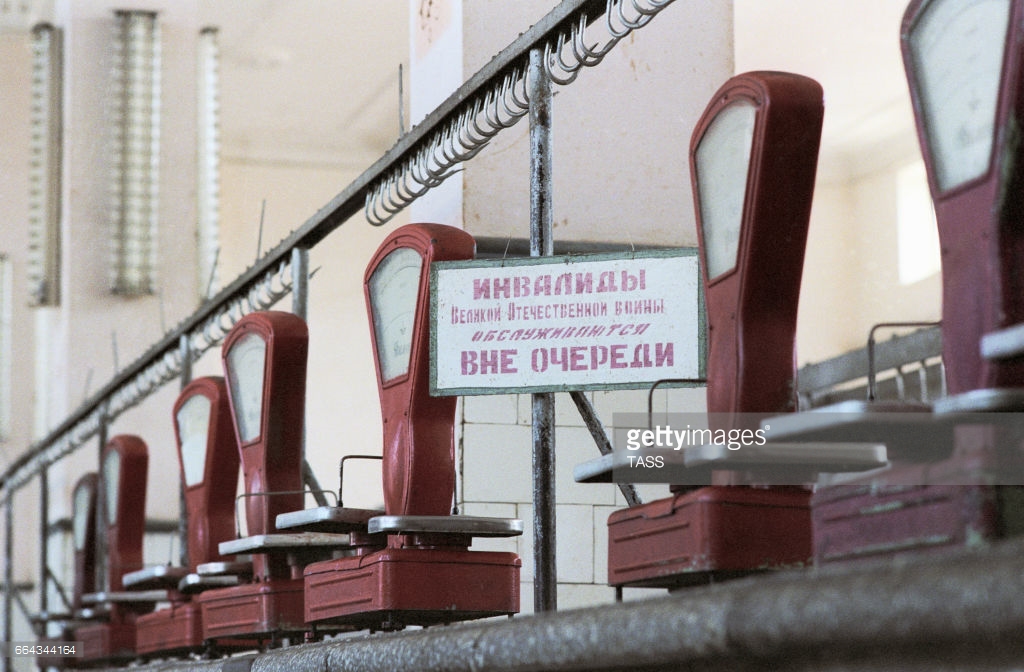 ИНВАЛИДЫ
Великой Отечественной войны
ОБСЛУЖИВАЮТСЯ
ВНЕ ОЧЕРЕДИ
gettyimages®
TASS
664344164